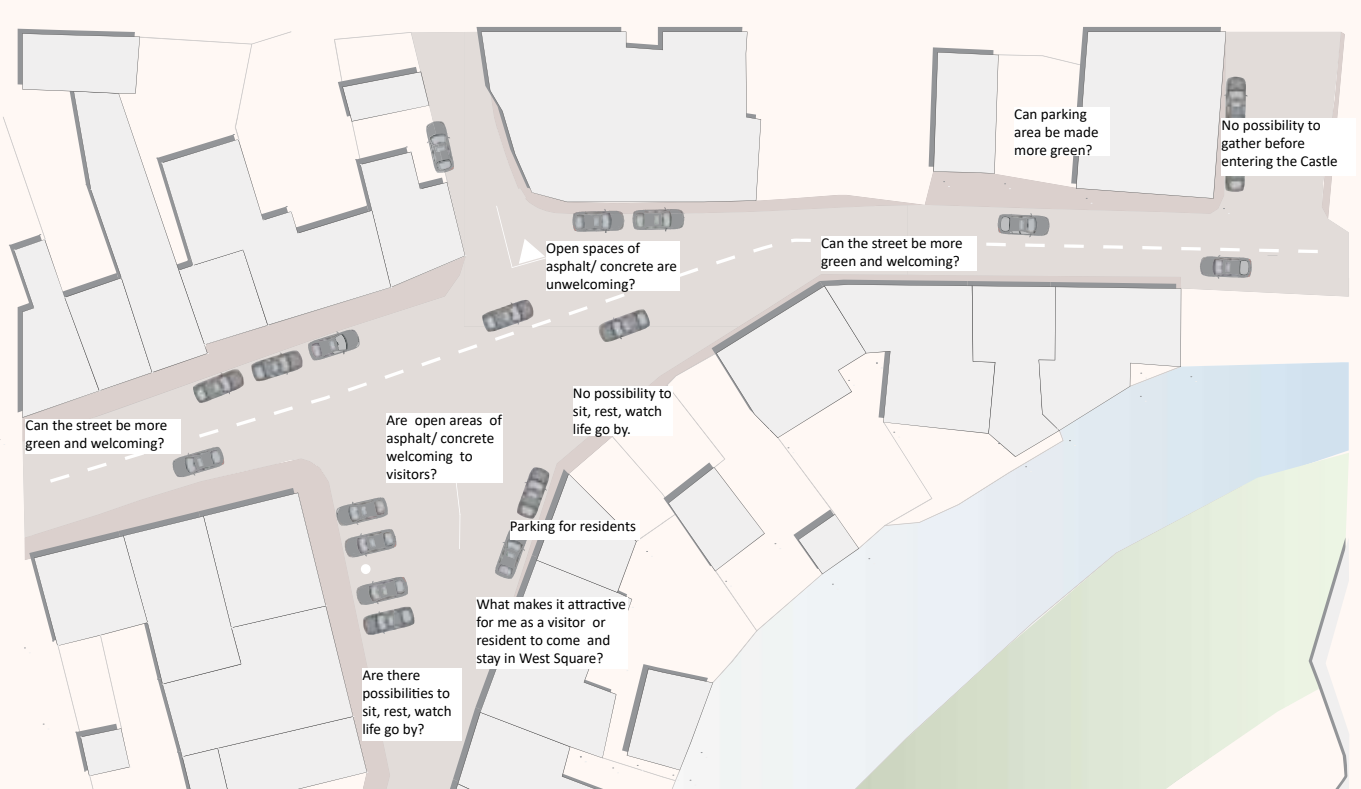 Can parking
area be made
more green?
No possibility to
gather before
entering the Castle
Open spaces of
asphalt/ concrete are
unwelcoming?
Can the street be more
green and welcoming?
No possibility to
sit, rest, watch
life go by.
Can the street be more
green and welcoming?
Are open areas of
asphalt/ concrete
welcoming to
visitors?
Parking for residents
What makes it attractive
for me as a visitor or
resident to come and
stay in West Square?
Are there
possibilities to
sit, rest, watch
life go by?